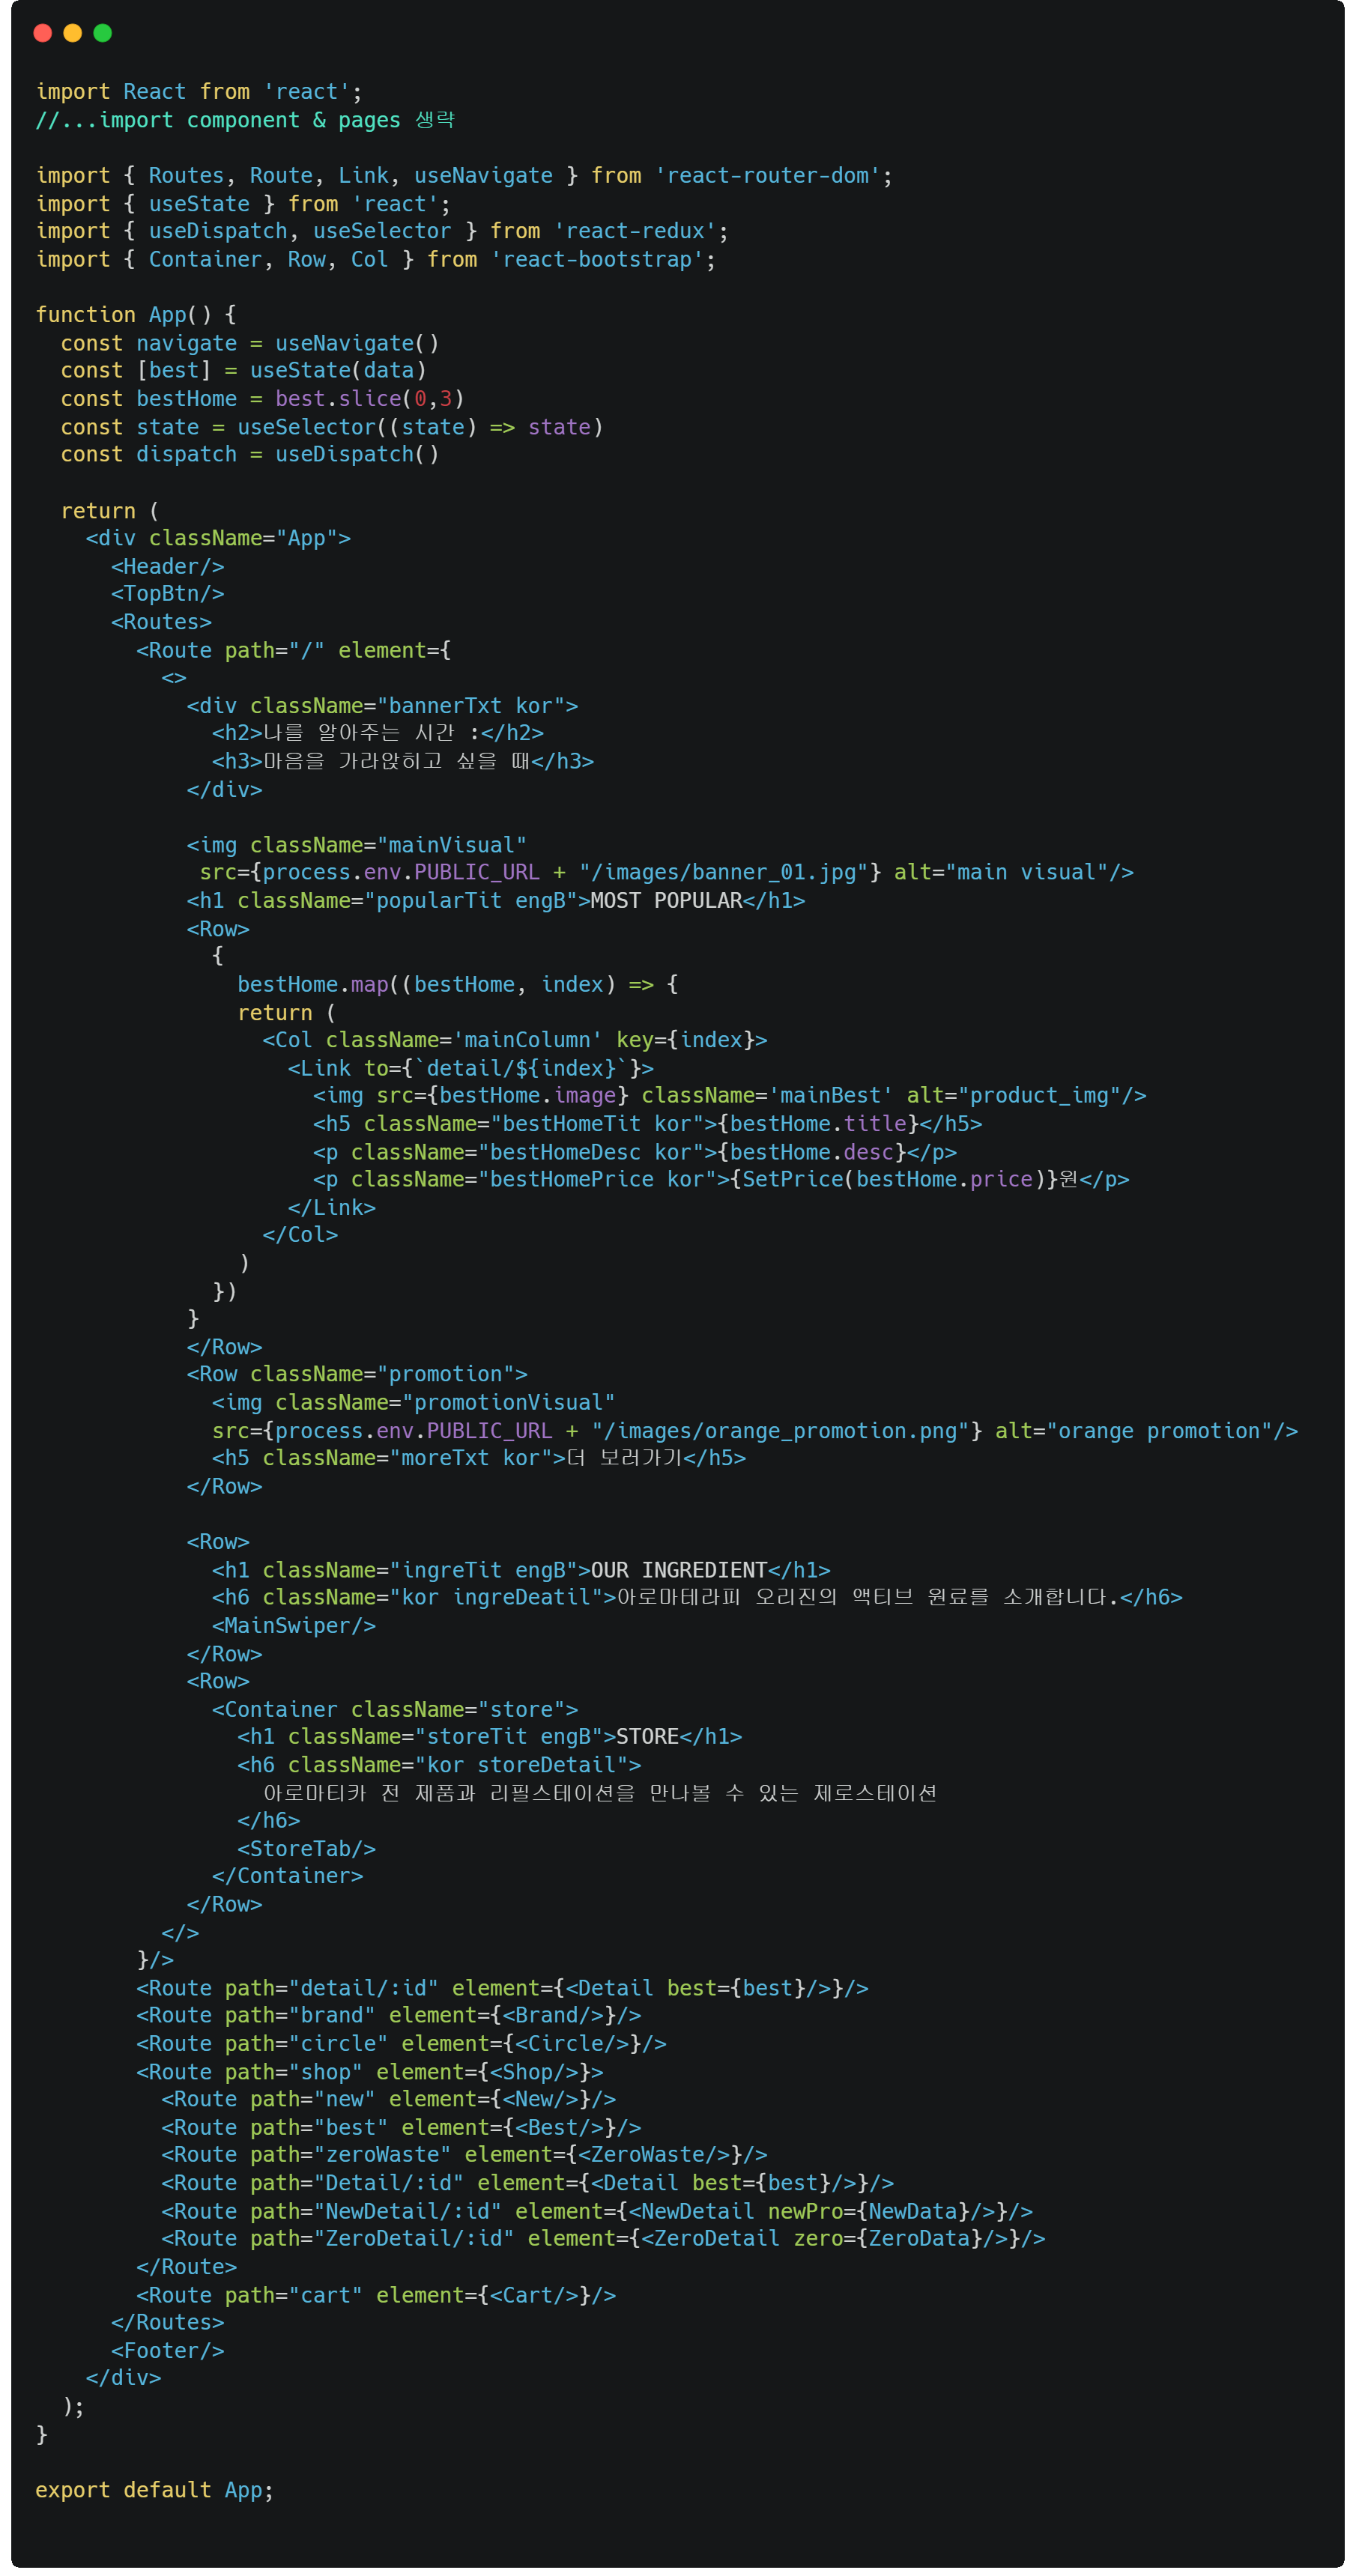 import React from 'react';
//...import component & pages 생략
import { Routes, Route, Link, useNavigate } from 'react-router-dom';
import { useState } from 'react';
import { useDispatch, useSelector } from 'react-redux';
import { Container, Row, Col } from 'react-bootstrap';
function App() {
  const navigate = useNavigate()
  const [best] = useState(data)
  const bestHome = best.slice(0,3)
  const state = useSelector((state) => state)
  const dispatch = useDispatch()
  return (
    <div className="App">
      <Header/>
      <TopBtn/>
      <Routes>
        <Route path="/" element={
          <>
            <div className="bannerTxt kor">
              <h2>나를 알아주는 시간 :</h2>
              <h3>마음을 가라앉히고 싶을 때</h3>
            </div>
            <img className="mainVisual"
             src={process.env.PUBLIC_URL + "/images/banner_01.jpg"} alt="main visual"/>
            <h1 className="popularTit engB">MOST POPULAR</h1>
            <Row>
              {
                bestHome.map((bestHome, index) => {
                return (
                  <Col className='mainColumn' key={index}>
                    <Link to={`detail/${index}`}>
                      <img src={bestHome.image} className='mainBest' alt="product_img"/>
                      <h5 className="bestHomeTit kor">{bestHome.title}</h5>
                      <p className="bestHomeDesc kor">{bestHome.desc}</p>
                      <p className="bestHomePrice kor">{SetPrice(bestHome.price)}원</p>
                    </Link>
                  </Col>
                )
              })
            }
            </Row>
            <Row className="promotion">
              <img className="promotionVisual"
              src={process.env.PUBLIC_URL + "/images/orange_promotion.png"} alt="orange promotion"/>
              <h5 className="moreTxt kor">더 보러가기</h5>
            </Row>
            <Row>
              <h1 className="ingreTit engB">OUR INGREDIENT</h1>
              <h6 className="kor ingreDeatil">아로마테라피 오리진의 액티브 원료를 소개합니다.</h6>
              <MainSwiper/>
            </Row>
            <Row>
              <Container className="store">
                <h1 className="storeTit engB">STORE</h1>
                <h6 className="kor storeDetail">
                  아로마티카 전 제품과 리필스테이션을 만나볼 수 있는 제로스테이션
                </h6>
                <StoreTab/>
              </Container>
            </Row>
          </>
        }/>
        <Route path="detail/:id" element={<Detail best={best}/>}/>
        <Route path="brand" element={<Brand/>}/>
        <Route path="circle" element={<Circle/>}/>
        <Route path="shop" element={<Shop/>}>
          <Route path="new" element={<New/>}/>
          <Route path="best" element={<Best/>}/>
          <Route path="zeroWaste" element={<ZeroWaste/>}/>
          <Route path="Detail/:id" element={<Detail best={best}/>}/>
          <Route path="NewDetail/:id" element={<NewDetail newPro={NewData}/>}/>
          <Route path="ZeroDetail/:id" element={<ZeroDetail zero={ZeroData}/>}/>
        </Route>
        <Route path="cart" element={<Cart/>}/>
      </Routes>
      <Footer/>
    </div>
  );
}
export default App;